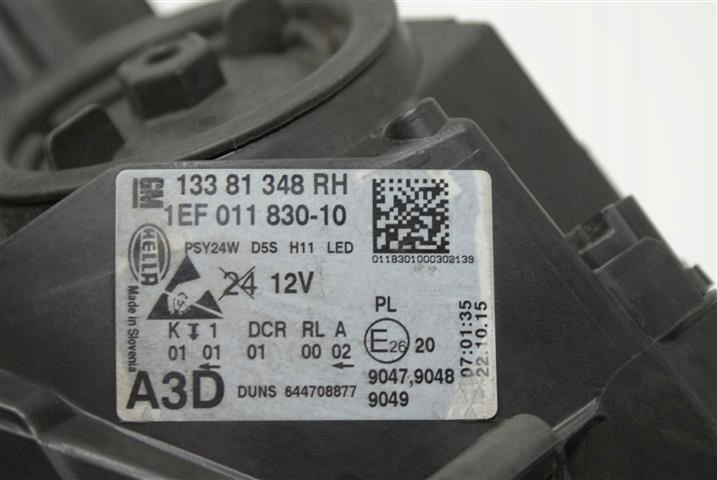 GM
133 81 348 RH
1EF 011 830-10
HELLA
PSY24W D5S H11 LED
0118301000302139
24 12V
Made in Slovenia
K 1 DCR RL A
01 01 01 00 02
PL
E26 20
07:01:35
22.10.15
A3D
DUNS 644708877
9047,9048
9049